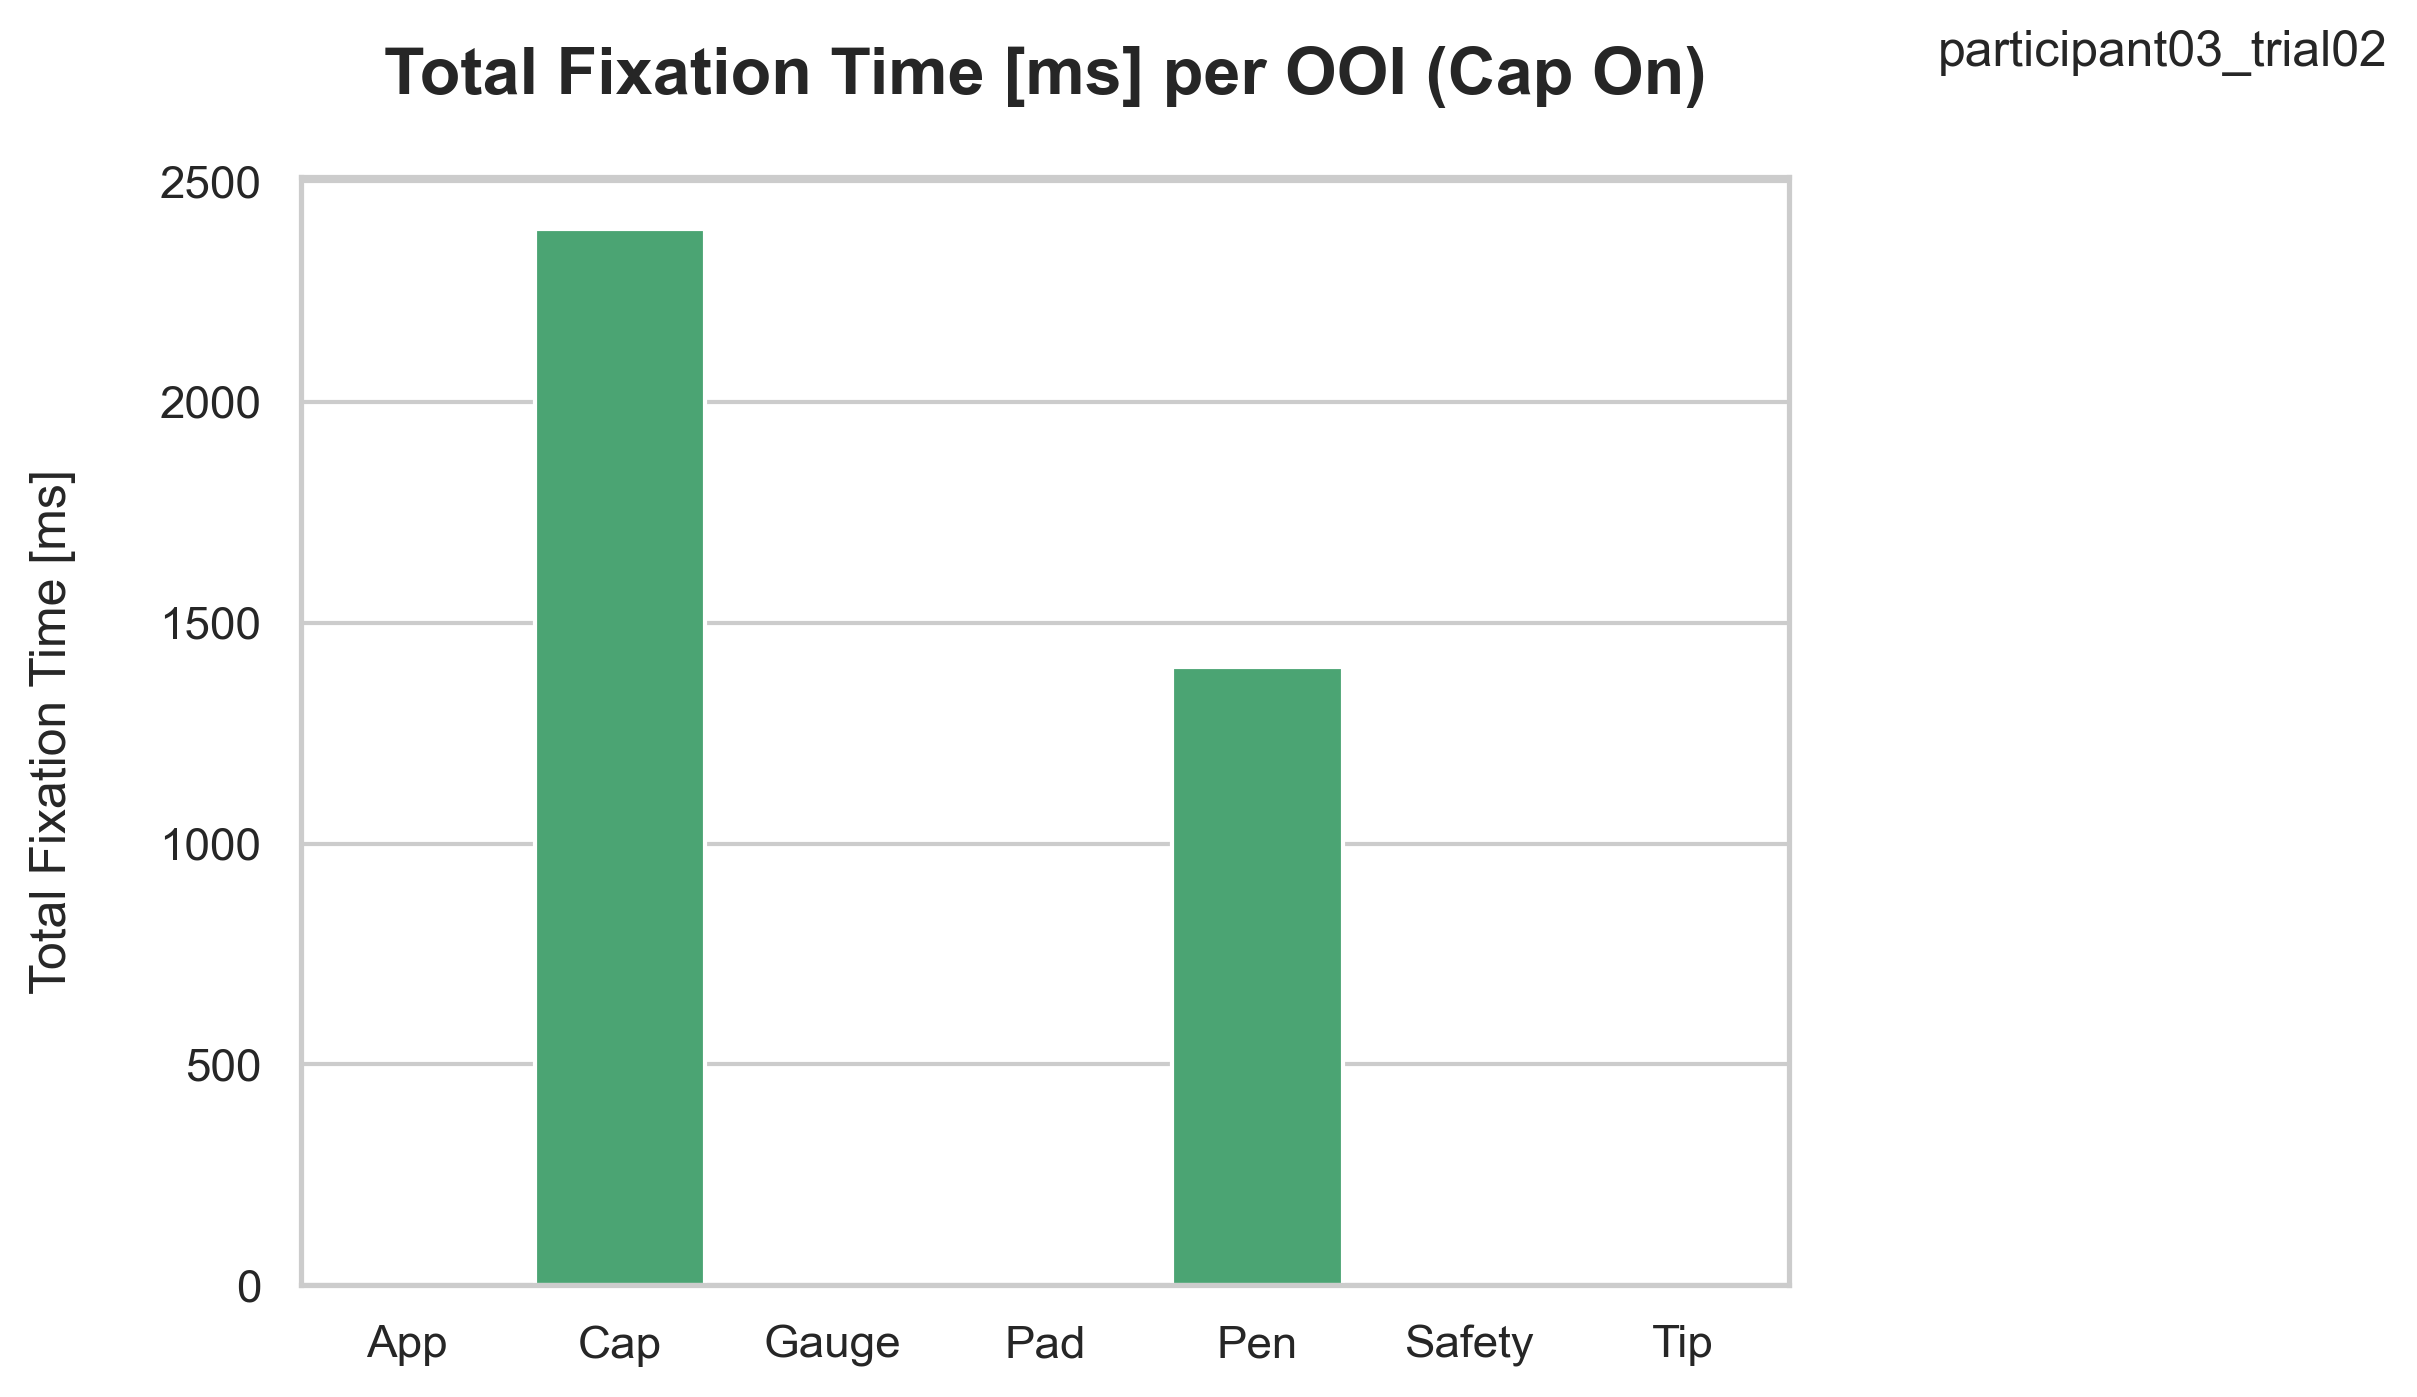 participant03_trial02
Total Fixation Time [ms] per OOI (Cap On)
Total Fixation Time [ms]
2500
2000
1500
1000
500
0
App Cap Gauge Pad Pen Safety Tip